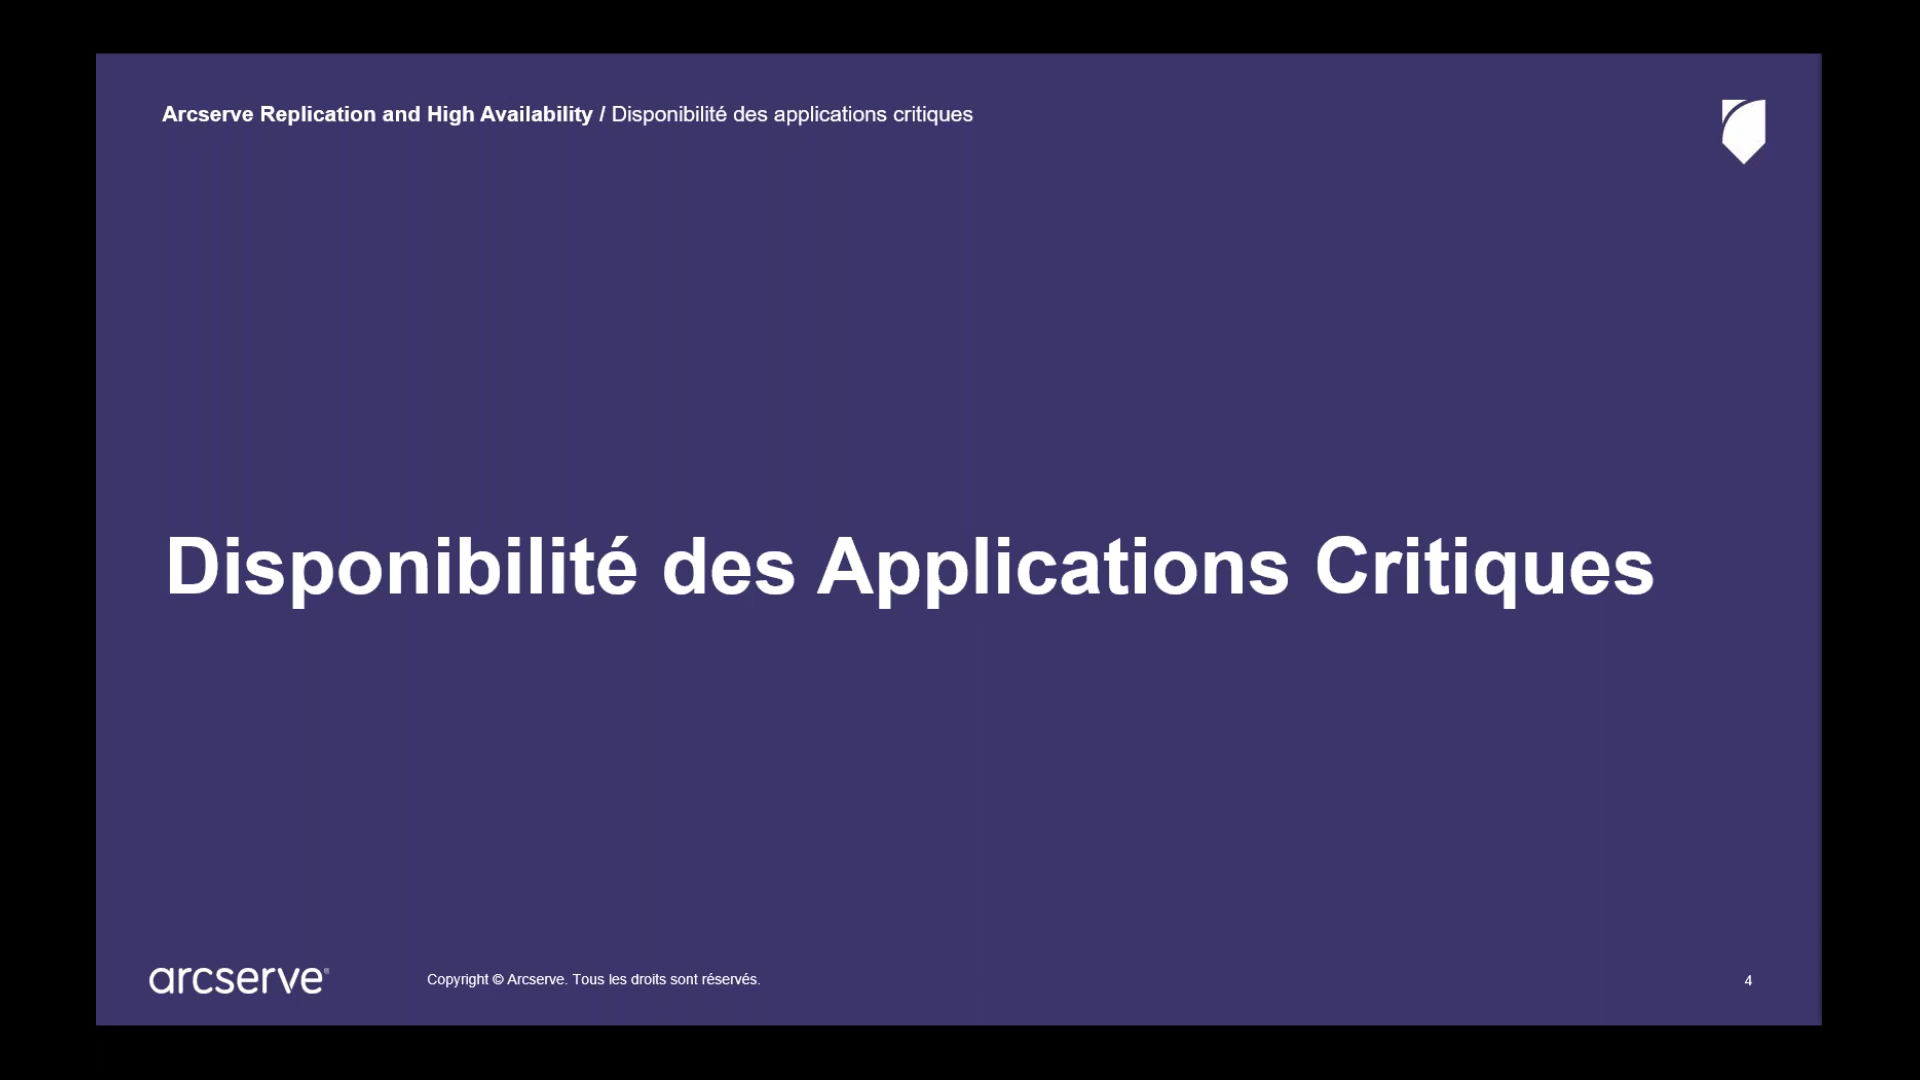 Arcserve Replication and High Availability / Disponibilité des applications critiques
Disponibilité des Applications Critiques
arcserve®
Copyright © Arcserve. Tous les droits sont réservés.
4